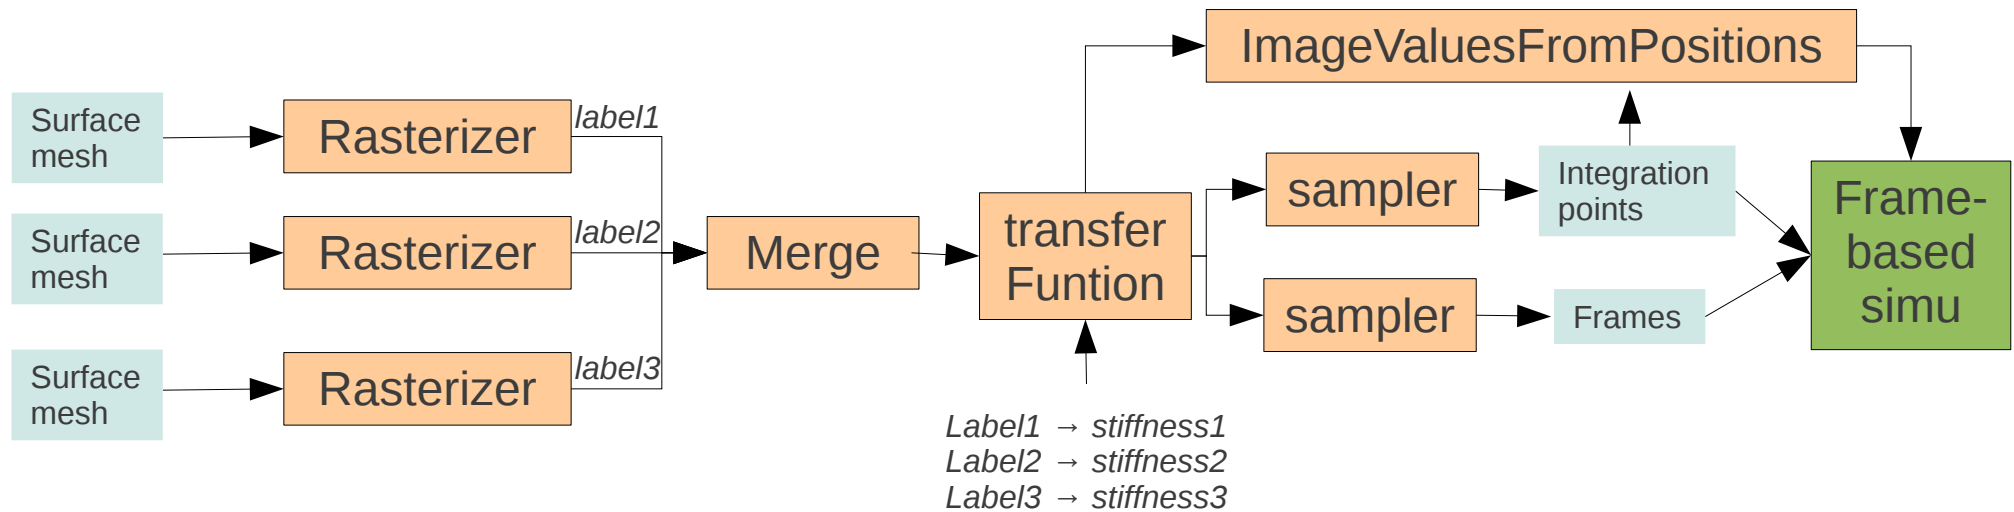 Surface
mesh
Rasterizer
label1
Surface
mesh
Rasterizer
label2
Surface
mesh
Rasterizer
label3
Merge
transfer
Funtion
Label1 → stiffness1
Label2 → stiffness2
Label3 → stiffness3
ImageValuesFromPositions
sampler
Integration
points
sampler
Frames
Frame-
based
simu